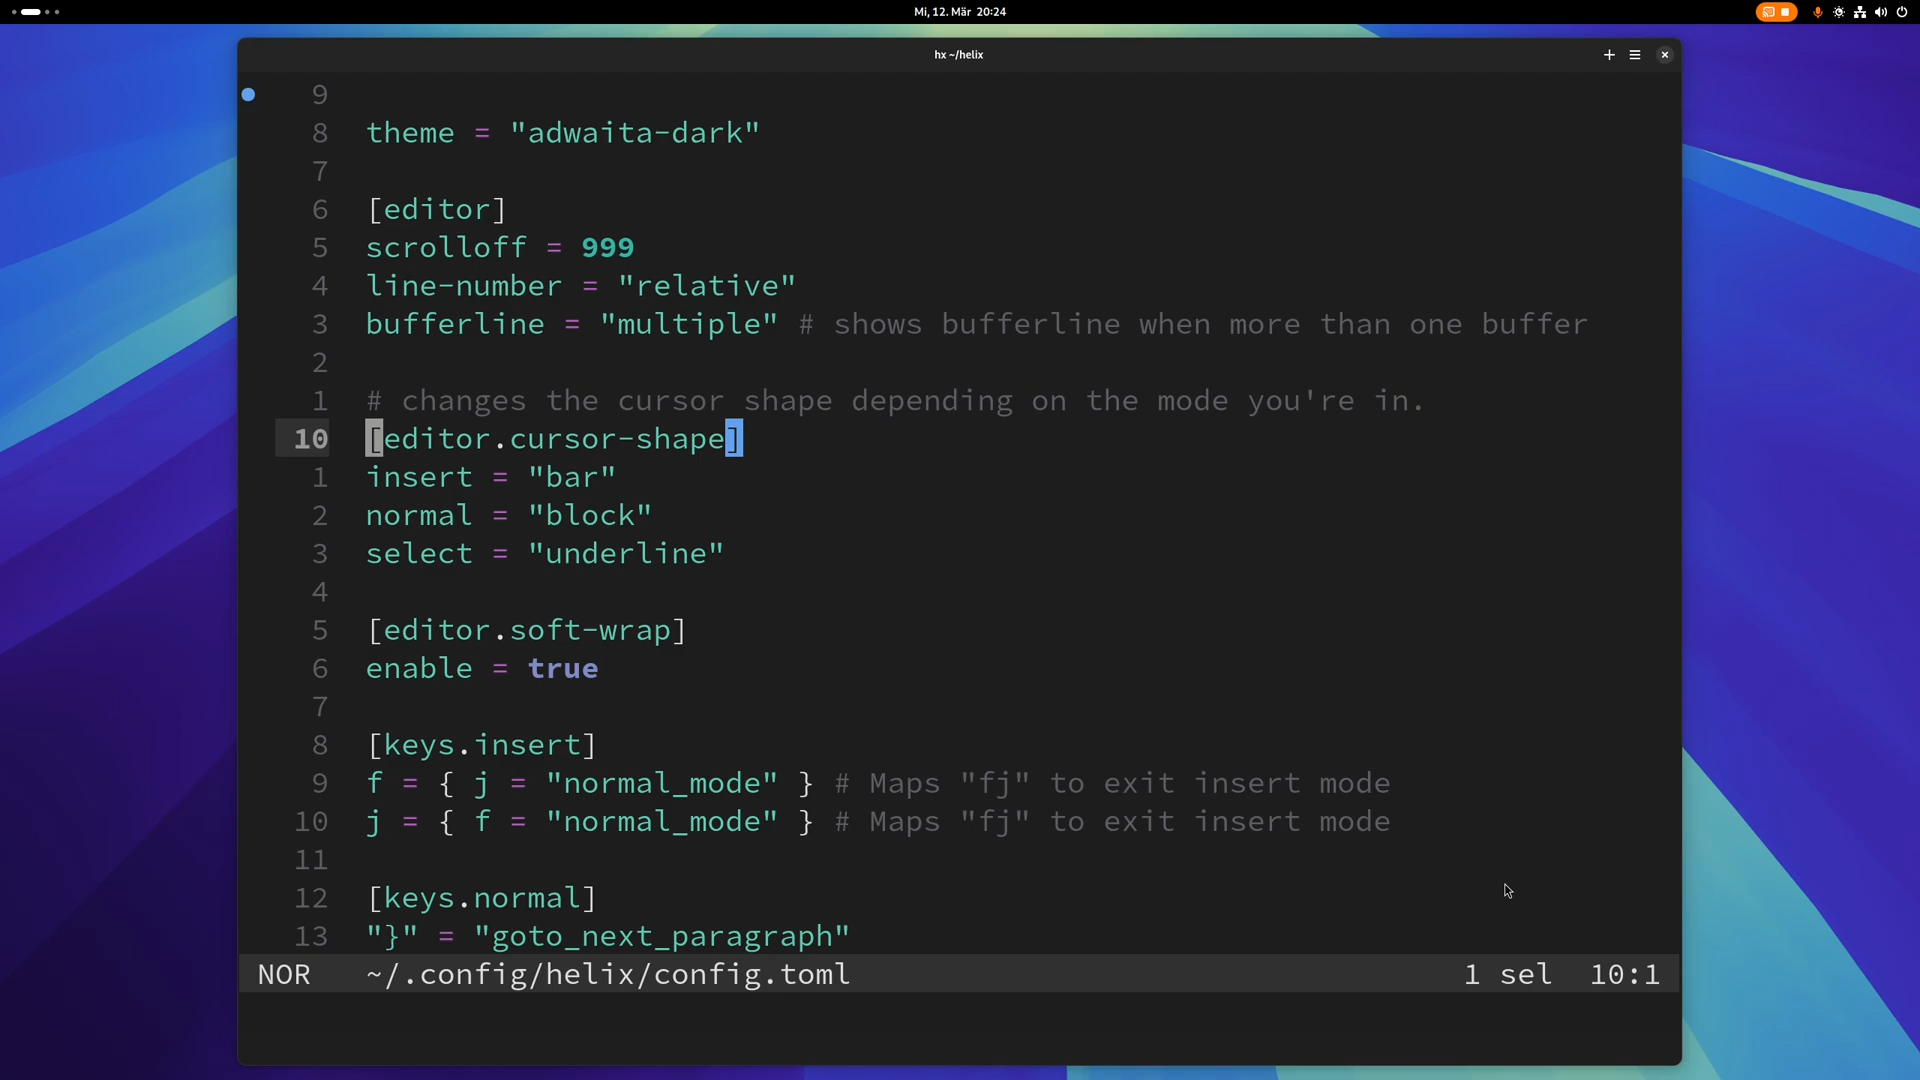 Mi, 12. Mär 20:24
hx ~/helix
9
8 theme = "adwaita-dark"
7
6 [editor]
5 scrolloff = 999
4 line-number = "relative"
3 bufferline = "multiple" # shows bufferline when more than one buffer
2
1 # changes the cursor shape depending on the mode you're in.
10 [editor.cursor-shape]
1 insert = "bar"
2 normal = "block"
3 select = "underline"
4
5 [editor.soft-wrap]
6 enable = true
7
8 [keys.insert]
9 f = { j = "normal_mode" } # Maps "fj" to exit insert mode
10 j = { f = "normal_mode" } # Maps "fj" to exit insert mode
11
12 [keys.normal]
13 "}" = "goto_next_paragraph"
NOR ~/.config/helix/config.toml 1 sel 10:1